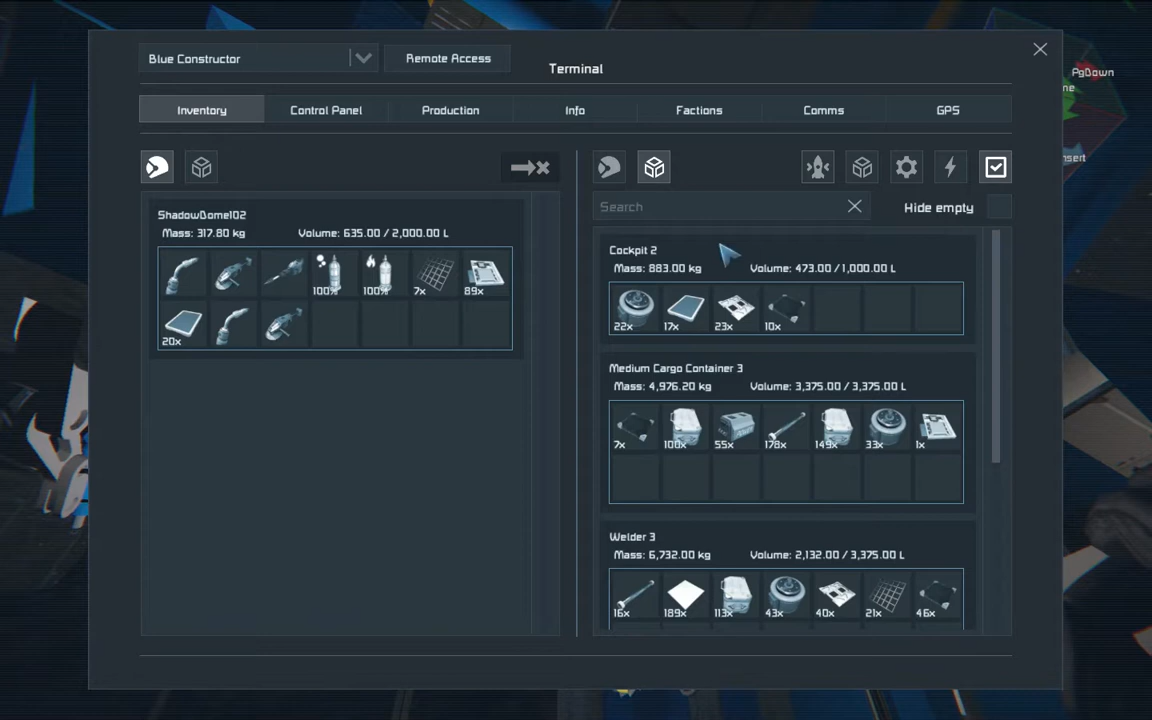 Blue Constructor
Remote Access
Terminal
PgDown
ne
nsert
Inventory
Control Panel
Production
Info
Factions
Comms
GPS
Search
Hide empty
ShadowDome102
Mass: 317.80 kg Volume: 635.00 / 2,000.00 L
100% 100% 7x 89x
20x
Cockpit 2
Mass: 883.00 kg Volume: 473.00 / 1,000.00 L
22x 17x 23x 10x
Medium Cargo Container 3
Mass: 4,976.20 kg Volume: 3,375.00 / 3,375.00 L
7x 100x 55x 178x 149x 33x 1x
Welder 3
Mass: 6,732.00 kg Volume: 2,132.00 / 3,375.00 L
16x 189x 113x 43x 40x 21x 46x